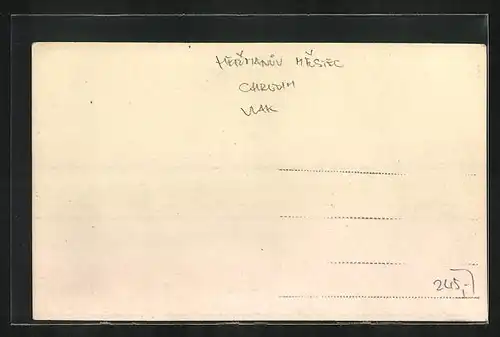 HEŘMANŮV MĚSTEC
CHRUDIM
VLAK
245,-